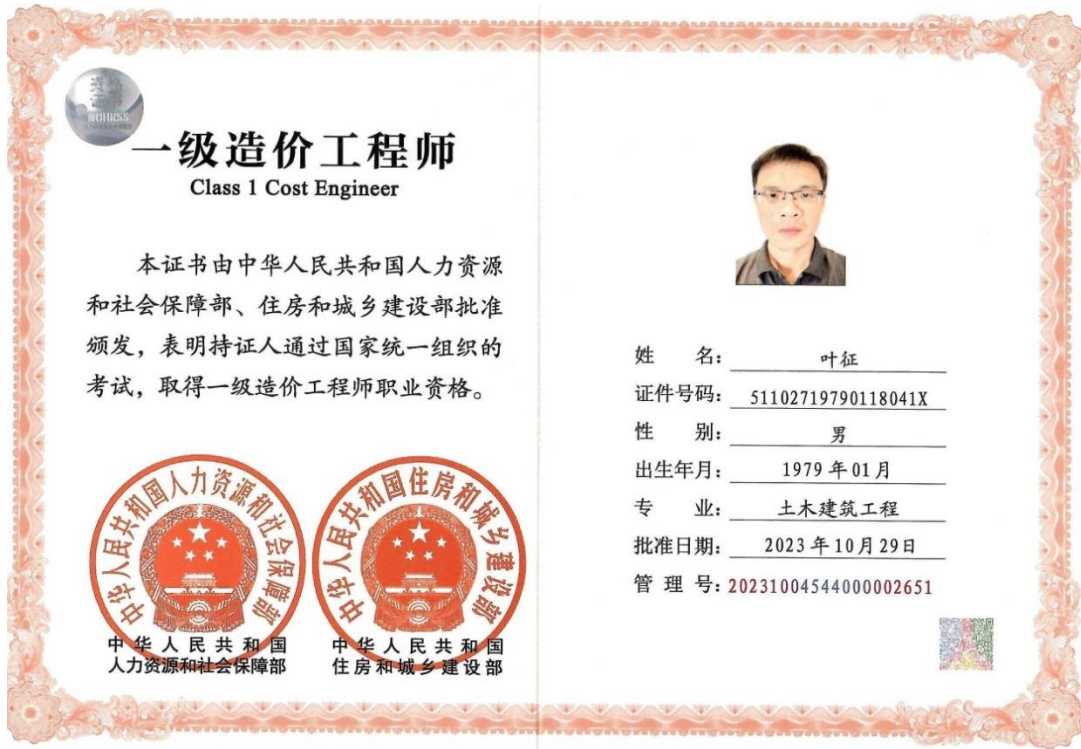 资格
证书
MOHRSS
一级造价工程师
Class 1 Cost Engineer
本证书由中华人民共和国人力资源
和社会保障部、住房和城乡建设部批准
颁发，表明持证人通过国家统一组织的
考试，取得一级造价工程师职业资格。
中华人民共和国人力资源和社会保障部
中华人民共和国住房和城乡建设部
中华人民共和国
人力资源和社会保障部
中华人民共和国
住房和城乡建设部
姓名：叶征
证件号码：51102719790118041X
性别：男
出生年月：1979年01月
专业：土木建筑工程
批准日期：2023年10月29日
管理号：20231004544000002651